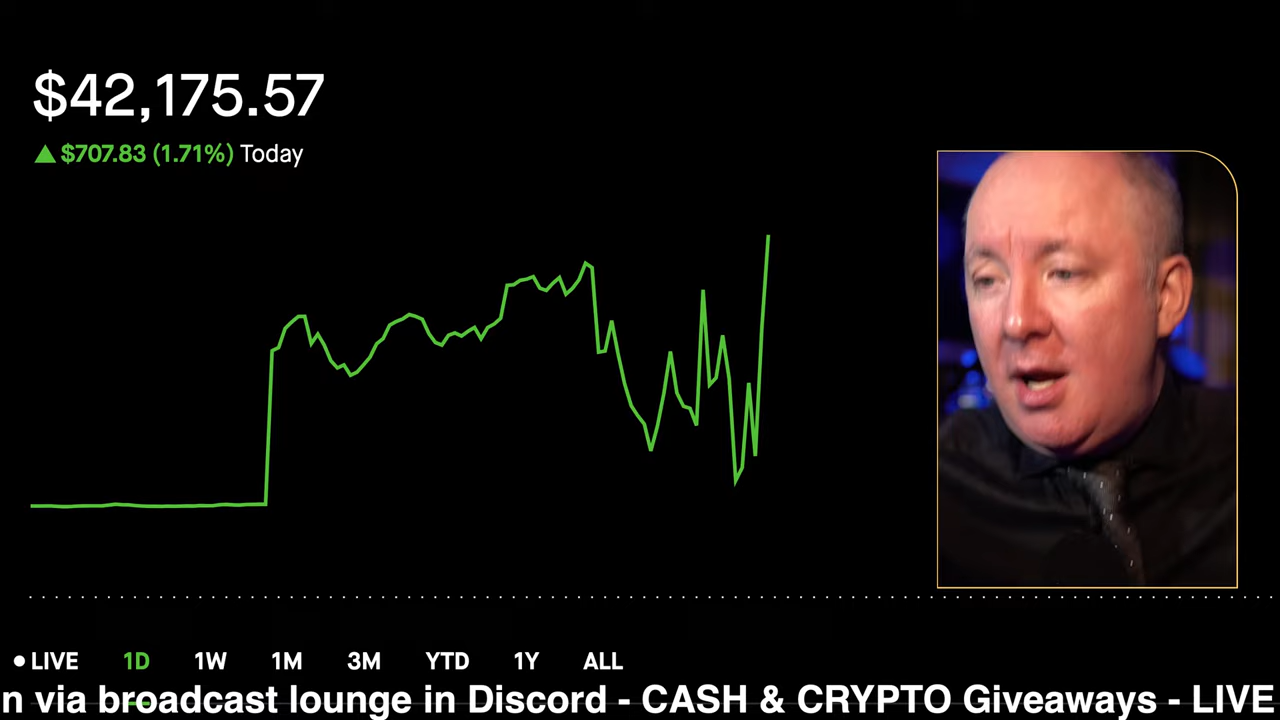 $42,175.57
▲ $707.83 (1.71%) Today
LIVE 1D 1W 1M 3M YTD 1Y ALL
n via broadcast lounge in Discord - CASH & CRYPTO Giveaways - LIVE